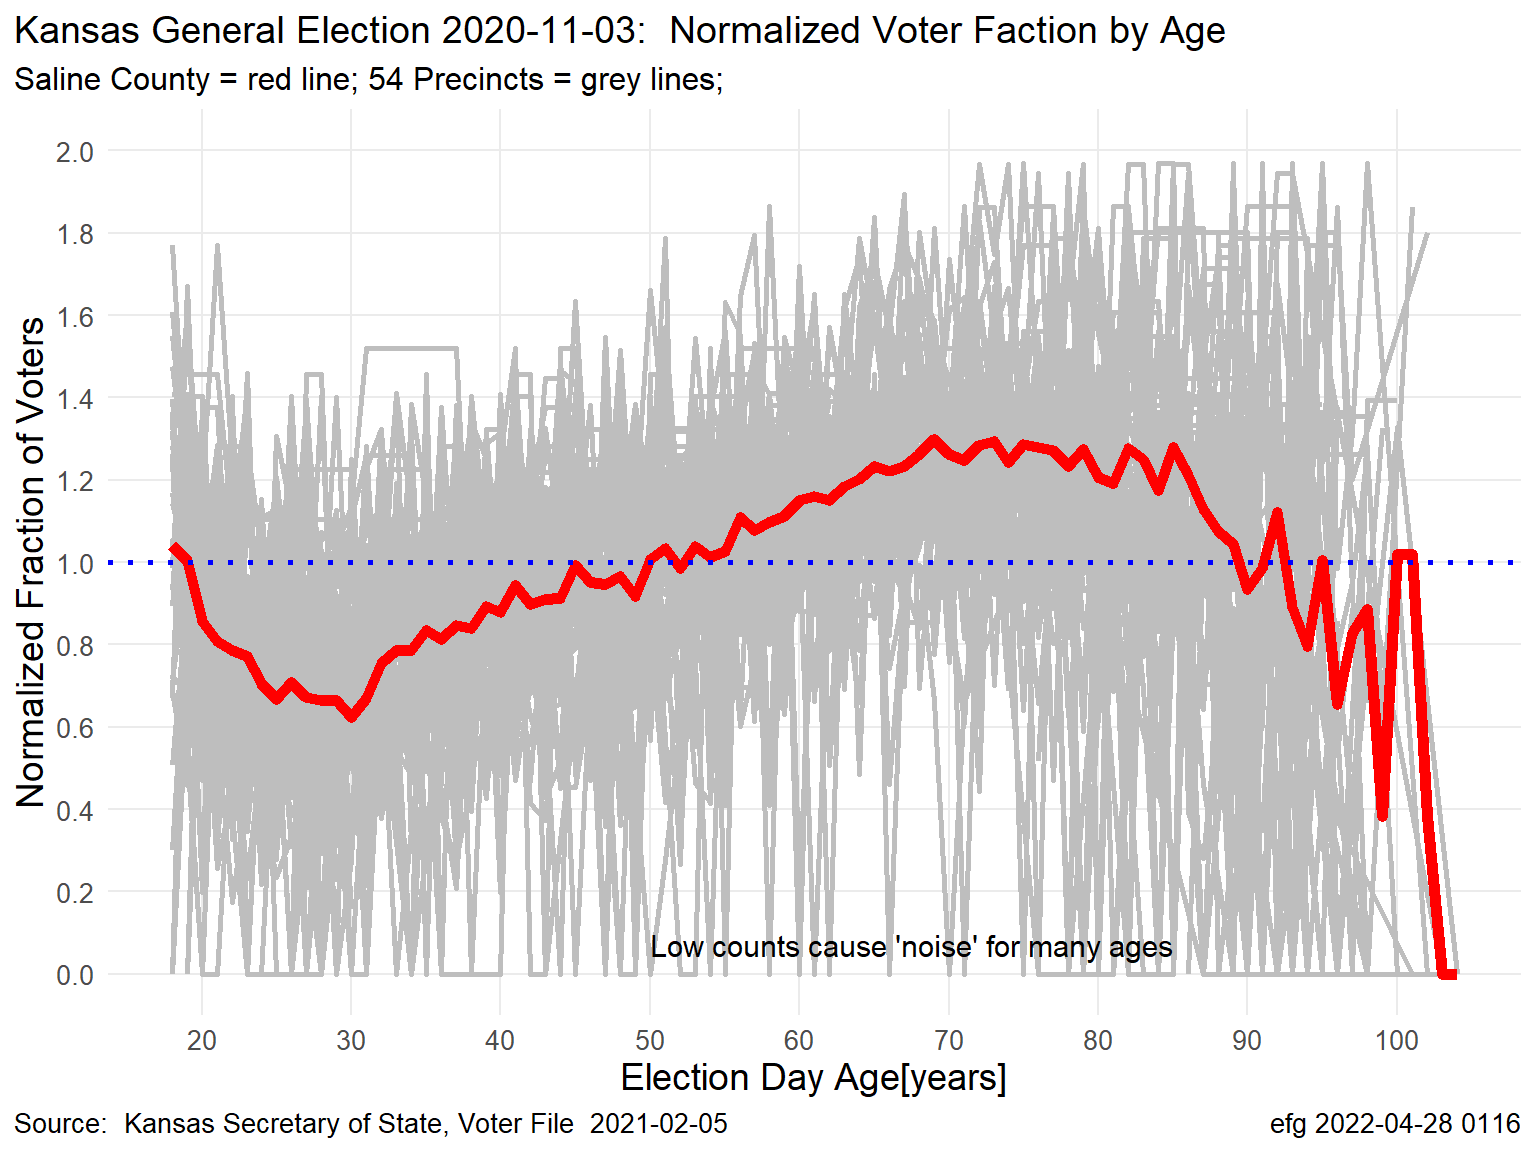 Kansas General Election 2020-11-03:  Normalized Voter Faction by Age
Saline County = red line; 54 Precincts = grey lines;
Normalized Fraction of Voters
2.0
1.8
1.6
1.4
1.2
1.0
0.8
0.6
0.4
0.2
0.0
Low counts cause 'noise' for many ages
20 30 40 50 60 70 80 90 100
Election Day Age[years]
Source:  Kansas Secretary of State, Voter File  2021-02-05
efg 2022-04-28 0116